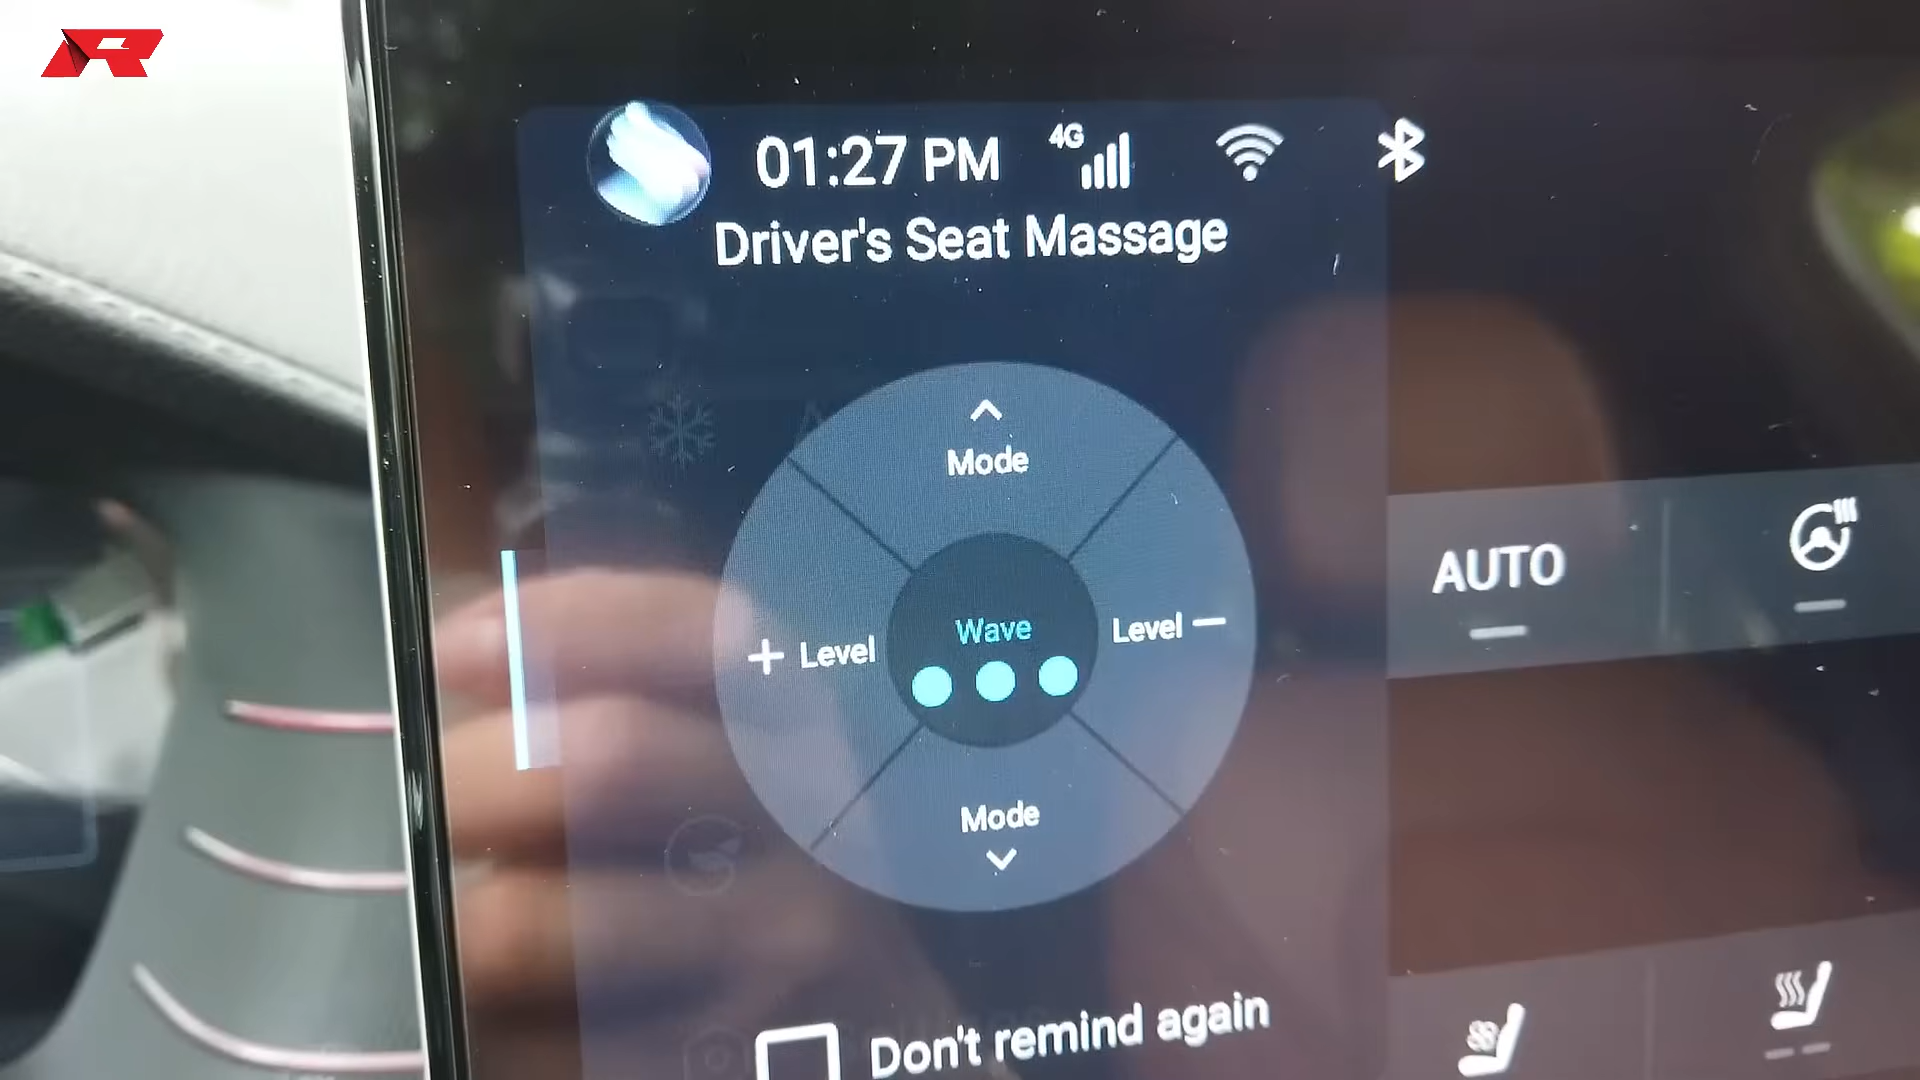 01:27 PM 4G
Driver's Seat Massage
Mode
+ Level
Wave
Level −
Mode
AUTO
Don't remind again